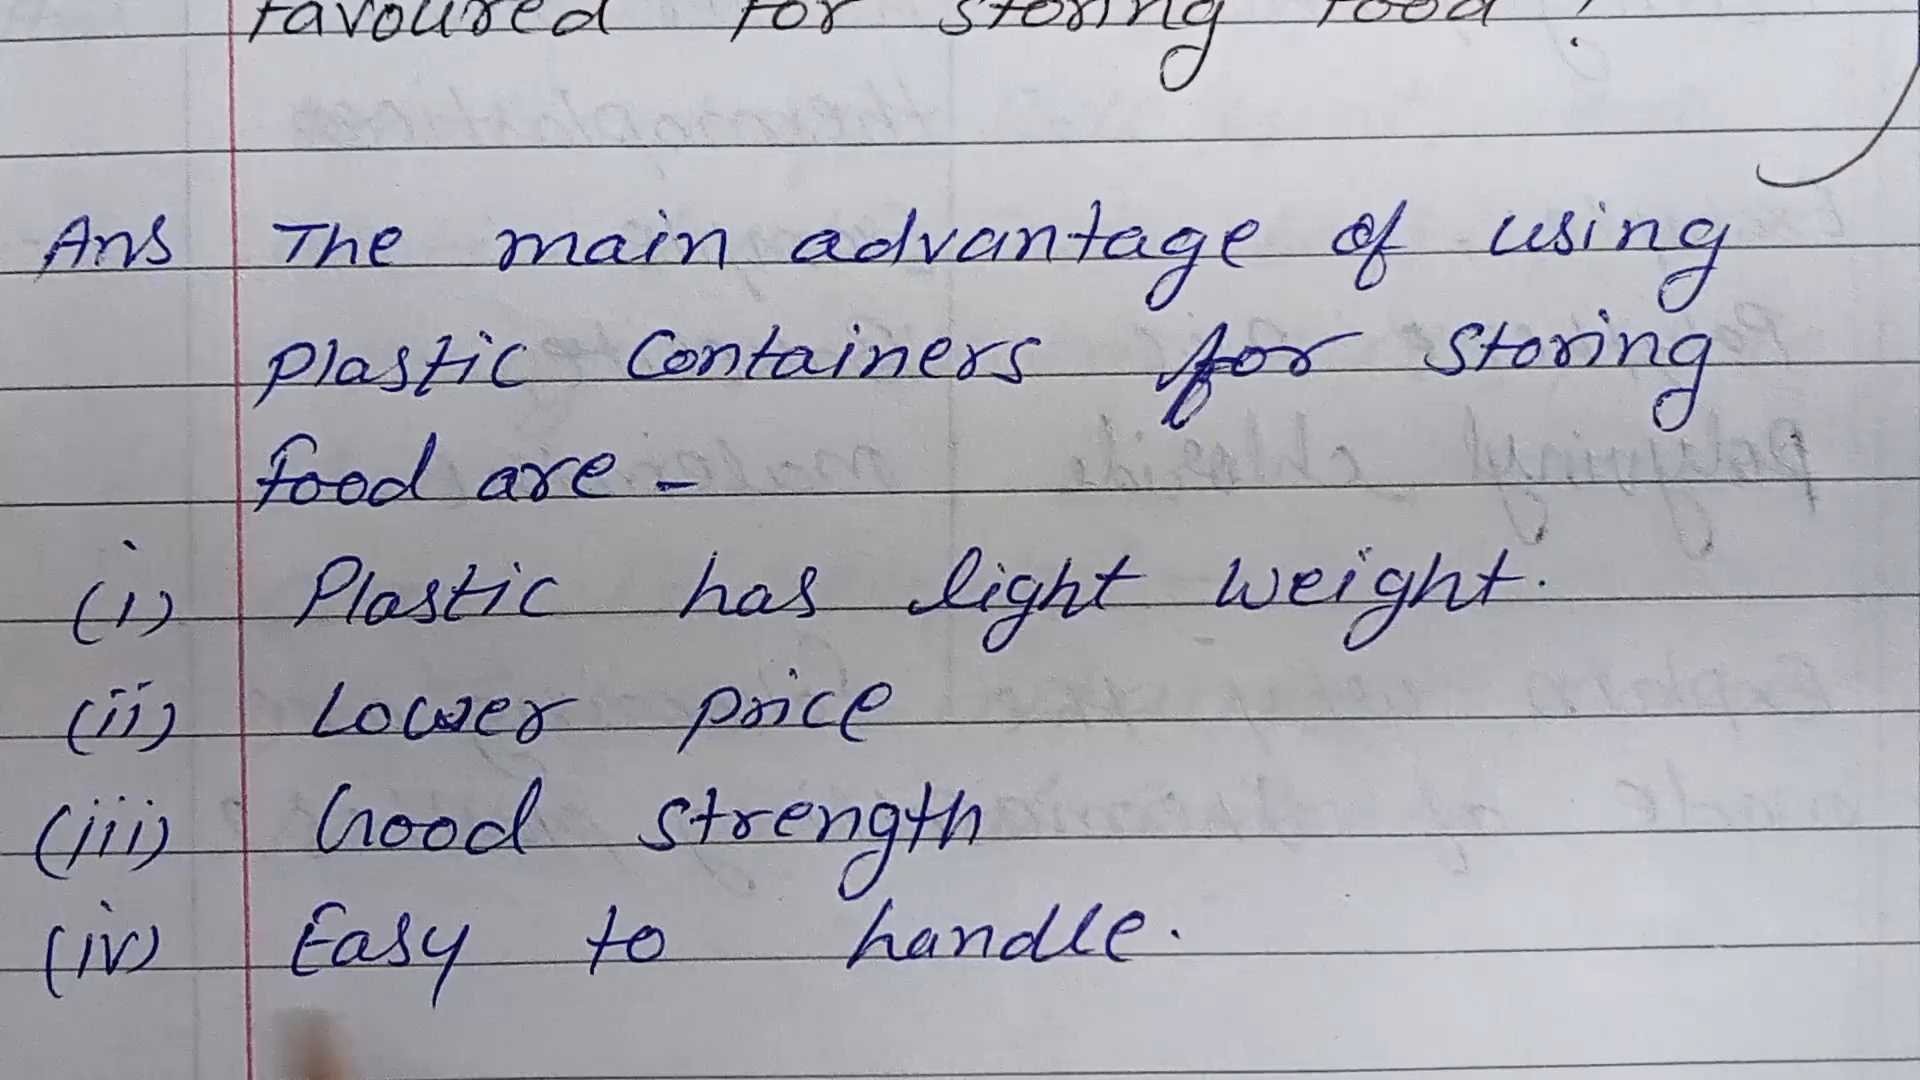 favoured for storing food?
Ans The main advantage of using
plastic Containers for storing
food are -
(i) Plastic has light weight.
(ii) Lower price
(iii) Good strength
(iv) Easy to handle.